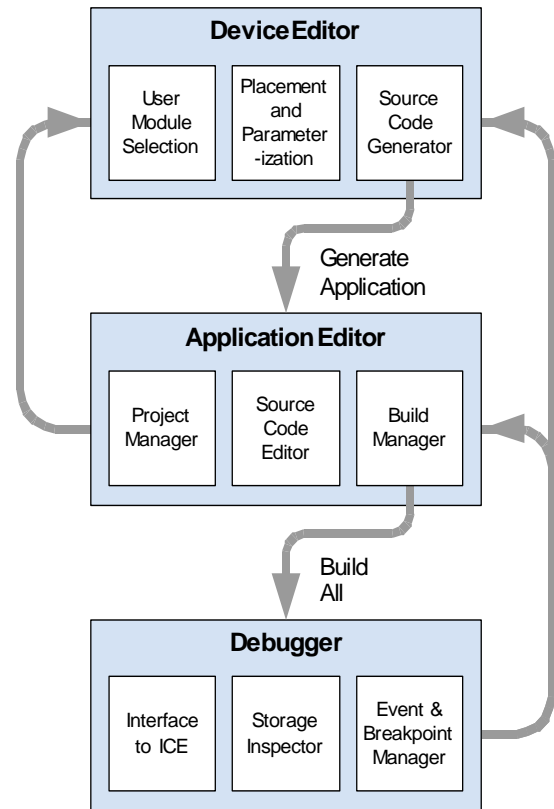 Device Editor
User
Module
Selection
Placement
and
Parameter
-ization
Source
Code
Generator
Generate
Application
Application Editor
Project
Manager
Source
Code
Editor
Build
Manager
Build
All
Debugger
Interface
to ICE
Storage
Inspector
Event &
Breakpoint
Manager